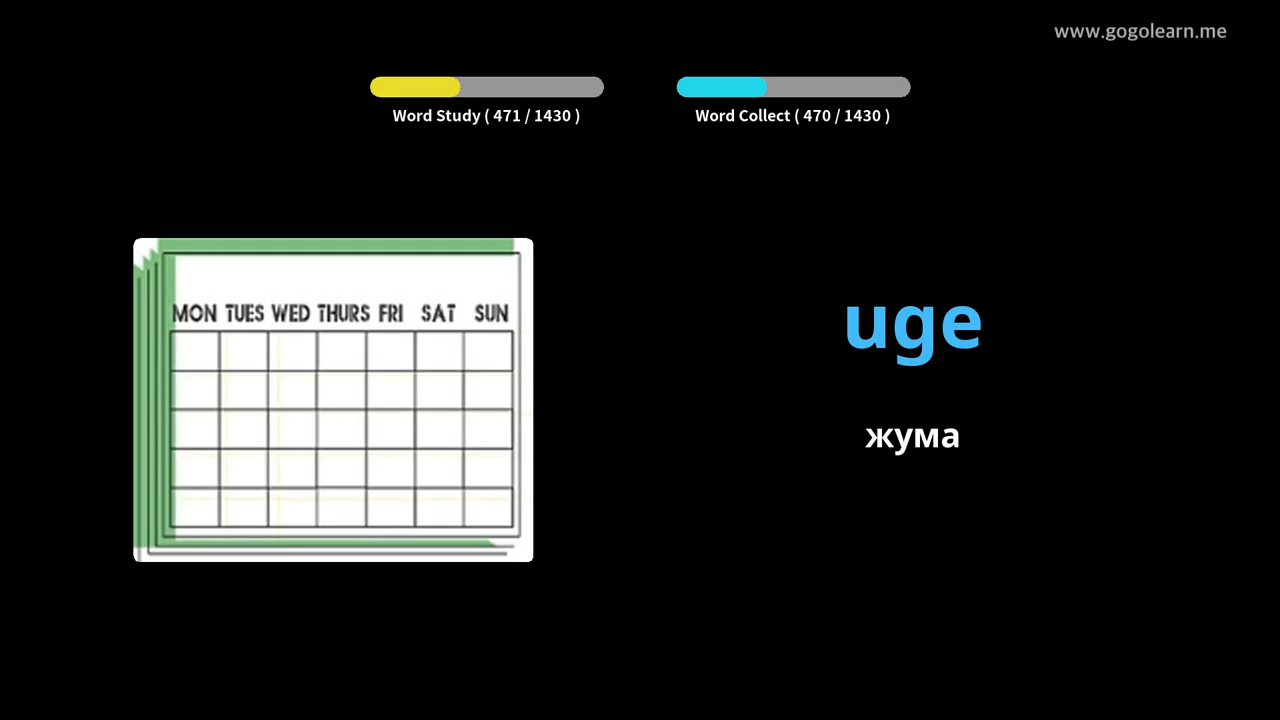 www.gogolearn.me
Word Study ( 471 / 1430 )
Word Collect ( 470 / 1430 )
MON TUES WED THURS FRI SAT SUN
uge
жума